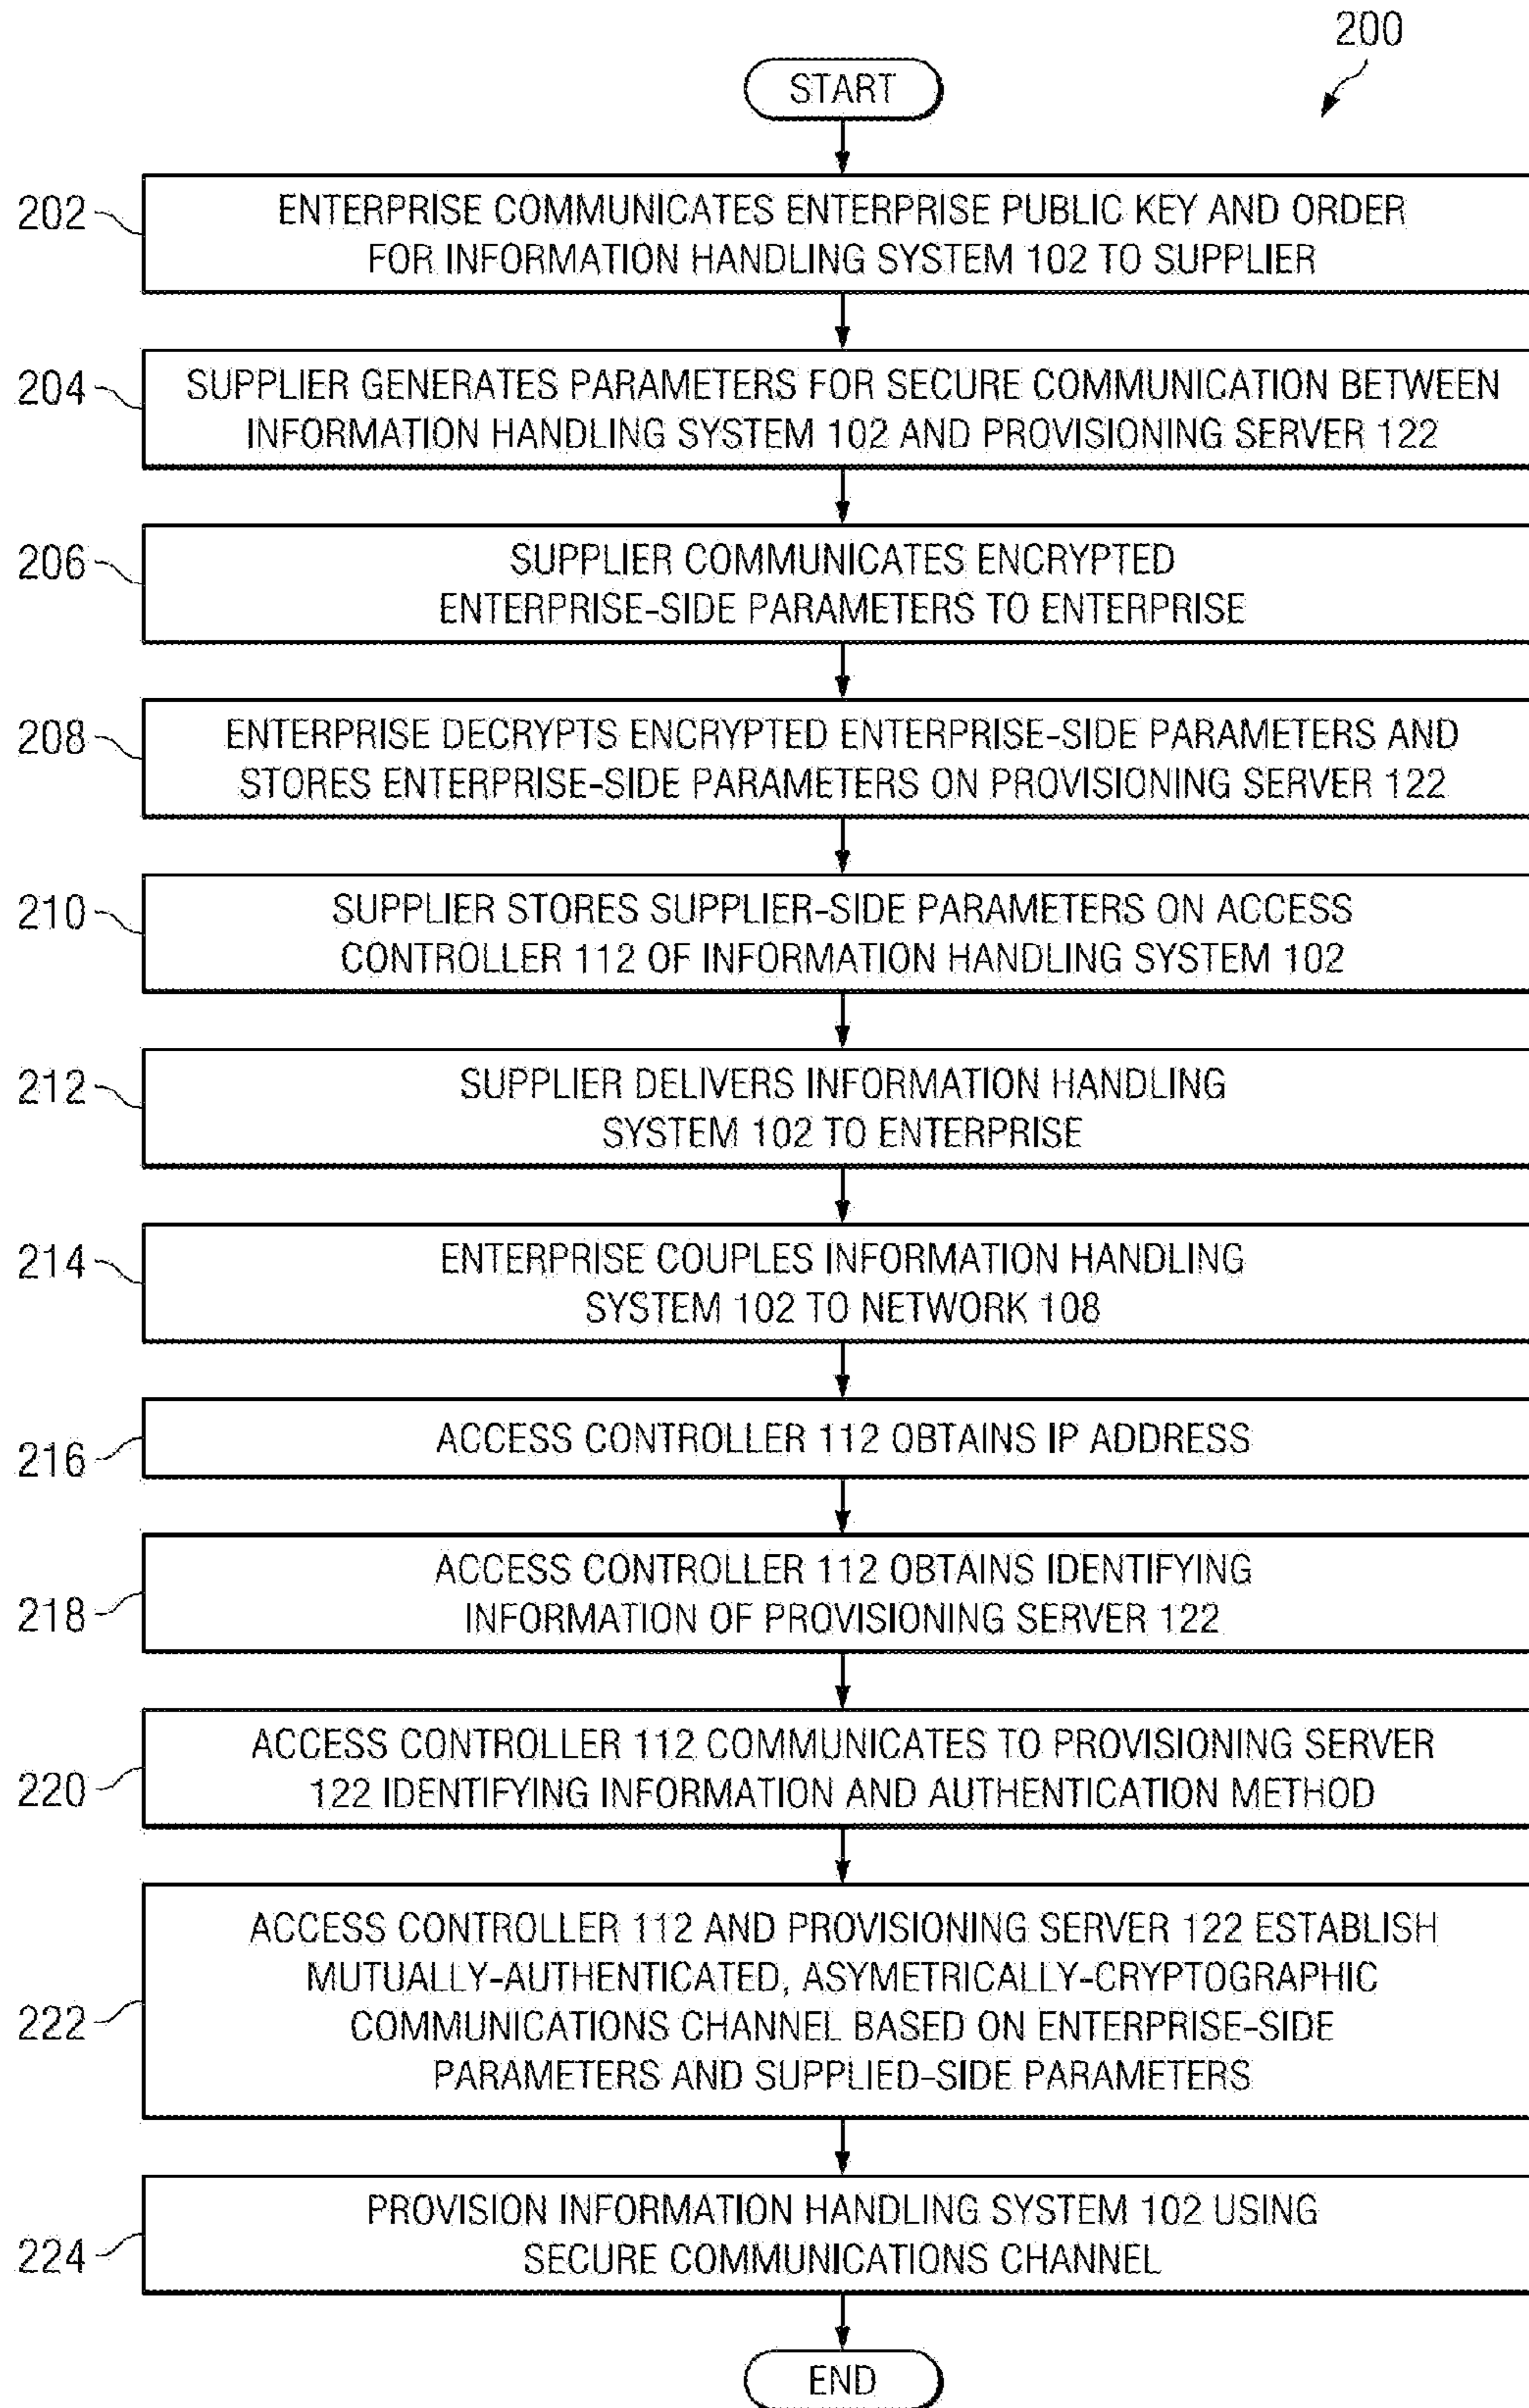 200
START
202
ENTERPRISE COMMUNICATES ENTERPRISE PUBLIC KEY AND ORDER
FOR INFORMATION HANDLING SYSTEM 102 TO SUPPLIER
204
SUPPLIER GENERATES PARAMETERS FOR SECURE COMMUNICATION BETWEEN
INFORMATION HANDLING SYSTEM 102 AND PROVISIONING SERVER 122
206
SUPPLIER COMMUNICATES ENCRYPTED
ENTERPRISE-SIDE PARAMETERS TO ENTERPRISE
208
ENTERPRISE DECRYPTS ENCRYPTED ENTERPRISE-SIDE PARAMETERS AND
STORES ENTERPRISE-SIDE PARAMETERS ON PROVISIONING SERVER 122
210
SUPPLIER STORES SUPPLIER-SIDE PARAMETERS ON ACCESS
CONTROLLER 112 OF INFORMATION HANDLING SYSTEM 102
212
SUPPLIER DELIVERS INFORMATION HANDLING
SYSTEM 102 TO ENTERPRISE
214
ENTERPRISE COUPLES INFORMATION HANDLING
SYSTEM 102 TO NETWORK 108
216
ACCESS CONTROLLER 112 OBTAINS IP ADDRESS
218
ACCESS CONTROLLER 112 OBTAINS IDENTIFYING
INFORMATION OF PROVISIONING SERVER 122
220
ACCESS CONTROLLER 112 COMMUNICATES TO PROVISIONING SERVER
122 IDENTIFYING INFORMATION AND AUTHENTICATION METHOD
222
ACCESS CONTROLLER 112 AND PROVISIONING SERVER 122 ESTABLISH
MUTUALLY-AUTHENTICATED, ASYMETRICALLY-CRYPTOGRAPHIC
COMMUNICATIONS CHANNEL BASED ON ENTERPRISE-SIDE
PARAMETERS AND SUPPLIED-SIDE PARAMETERS
224
PROVISION INFORMATION HANDLING SYSTEM 102 USING
SECURE COMMUNICATIONS CHANNEL
END